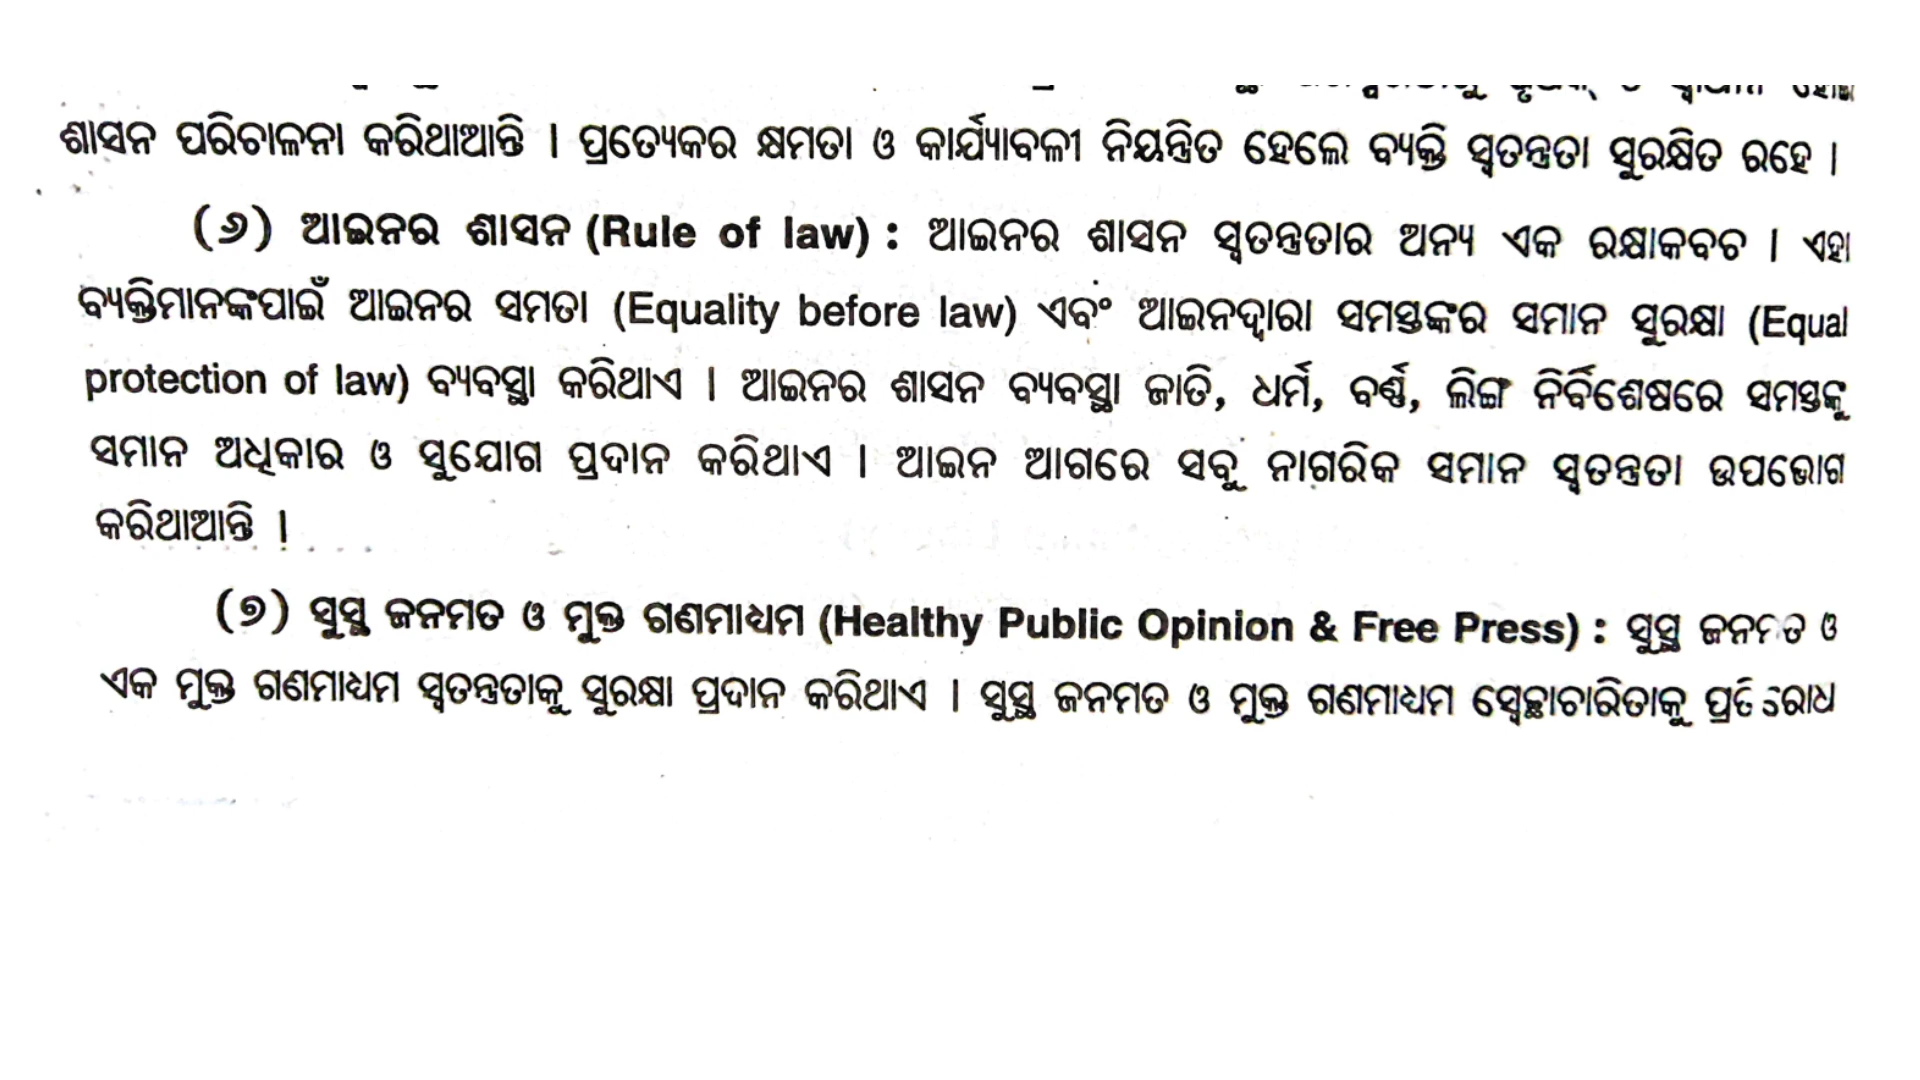 ଶାସନ ପରିଚାଳନା କରିଥାଆନ୍ତି । ପ୍ରତ୍ୟେକର କ୍ଷମତା ଓ କାର୍ଯ୍ୟାବଳୀ ନିୟନ୍ତ୍ରିତ ହେଲେ ବ୍ୟକ୍ତି ସ୍ୱତନ୍ତ୍ରତା ସୁରକ୍ଷିତ ରହେ ।
(୬) ଆଇନର ଶାସନ (Rule of law) : ଆଇନର ଶାସନ ସ୍ୱତନ୍ତ୍ରତାର ଅନ୍ୟ ଏକ ରକ୍ଷାକବଚ । ଏହା
ବ୍ୟକ୍ତିମାନଙ୍କପାଇଁ ଆଇନର ସମତା (Equality before law) ଏବଂ ଆଇନଦ୍ୱାରା ସମସ୍ତଙ୍କର ସମାନ ସୁରକ୍ଷା (Equal
protection of law) ବ୍ୟବସ୍ଥା କରିଥାଏ । ଆଇନର ଶାସନ ବ୍ୟବସ୍ଥା ଜାତି, ଧର୍ମ, ବର୍ଣ୍ଣ, ଲିଙ୍ଗ ନିର୍ବିଶେଷରେ ସମସ୍ତଙ୍କୁ
ସମାନ ଅଧିକାର ଓ ସୁଯୋଗ ପ୍ରଦାନ କରିଥାଏ । ଆଇନ ଆଗରେ ସବୁ ନାଗରିକ ସମାନ ସ୍ୱତନ୍ତ୍ରତା ଉପଭୋଗ
କରିଥାଆନ୍ତି ।
(୭) ସୁସ୍ଥ ଜନମତ ଓ ମୁକ୍ତ ଗଣମାଧ୍ୟମ (Healthy Public Opinion & Free Press) : ସୁସ୍ଥ ଜନମତ ଓ
ଏକ ମୁକ୍ତ ଗଣମାଧ୍ୟମ ସ୍ୱତନ୍ତ୍ରତାକୁ ସୁରକ୍ଷା ପ୍ରଦାନ କରିଥାଏ । ସୁସ୍ଥ ଜନମତ ଓ ମୁକ୍ତ ଗଣମାଧ୍ୟମ ସ୍ୱେଚ୍ଛାଚାରିତାକୁ ପ୍ରତିରୋଧ